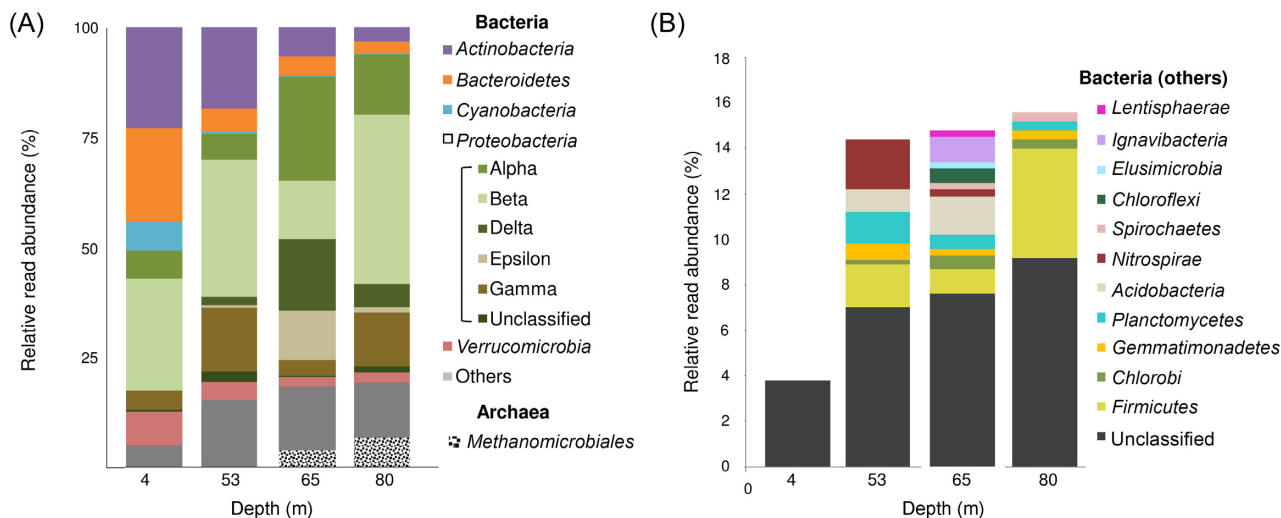 (A)
Relative read abundance (%)
100
75
50
25
4
53
65
80
Depth (m)
Bacteria
Actinobacteria
Bacteroidetes
Cyanobacteria
Proteobacteria
Alpha
Beta
Delta
Epsilon
Gamma
Unclassified
Verrucomicrobia
Others
Archaea
Methanomicrobiales
(B)
Relative read abundance (%)
18
16
14
12
10
8
6
4
2
0
0
4
53
65
80
Depth (m)
Bacteria (others)
Lentisphaerae
Ignavibacteria
Elusimicrobia
Chloroflexi
Spirochaetes
Nitrospirae
Acidobacteria
Planctomycetes
Gemmatimonadetes
Chlorobi
Firmicutes
Unclassified